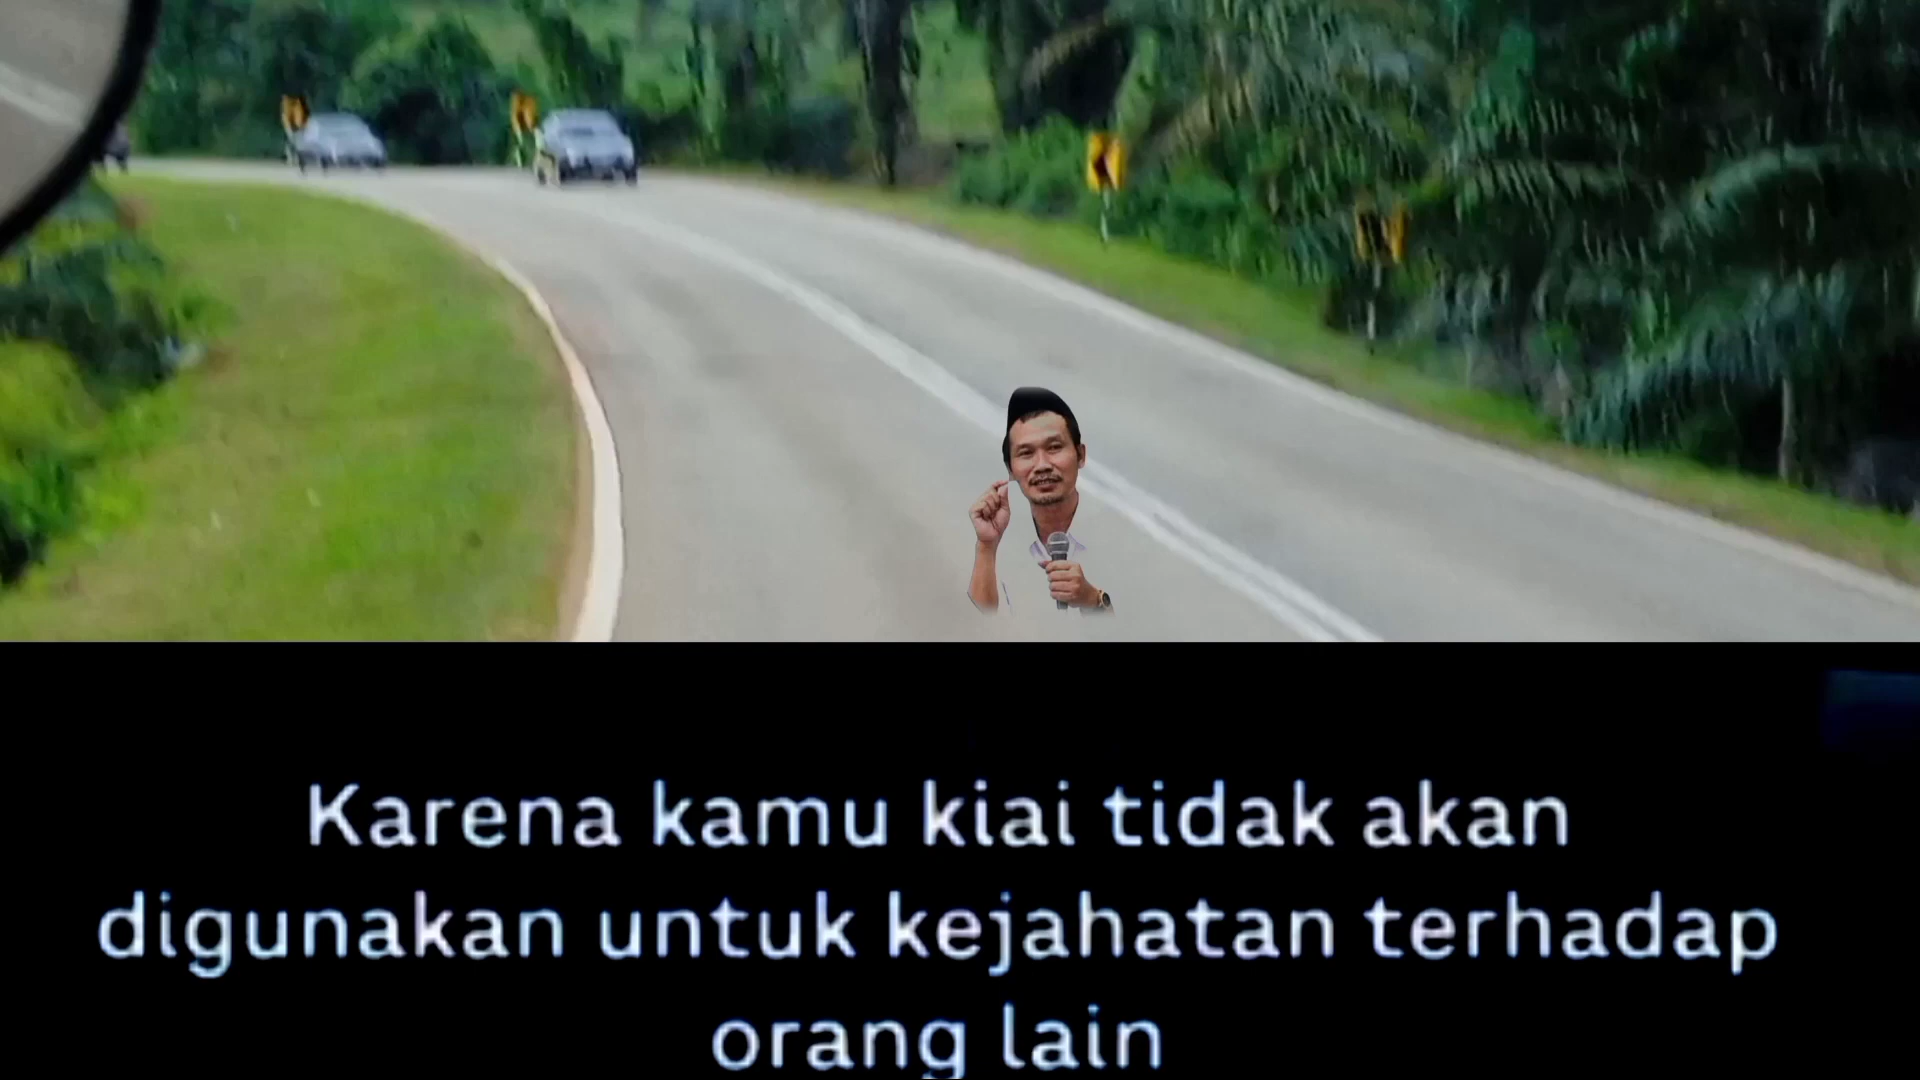 Karena kamu kiai tidak akan
digunakan untuk kejahatan terhadap
orang lain